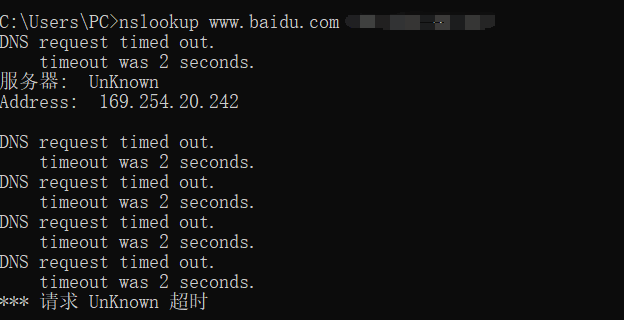 C:\Users\PC>nslookup www.baidu.com
DNS request timed out.
    timeout was 2 seconds.
服务器:  UnKnown
Address:  169.254.20.242

DNS request timed out.
    timeout was 2 seconds.
DNS request timed out.
    timeout was 2 seconds.
DNS request timed out.
    timeout was 2 seconds.
DNS request timed out.
    timeout was 2 seconds.
*** 请求 UnKnown 超时